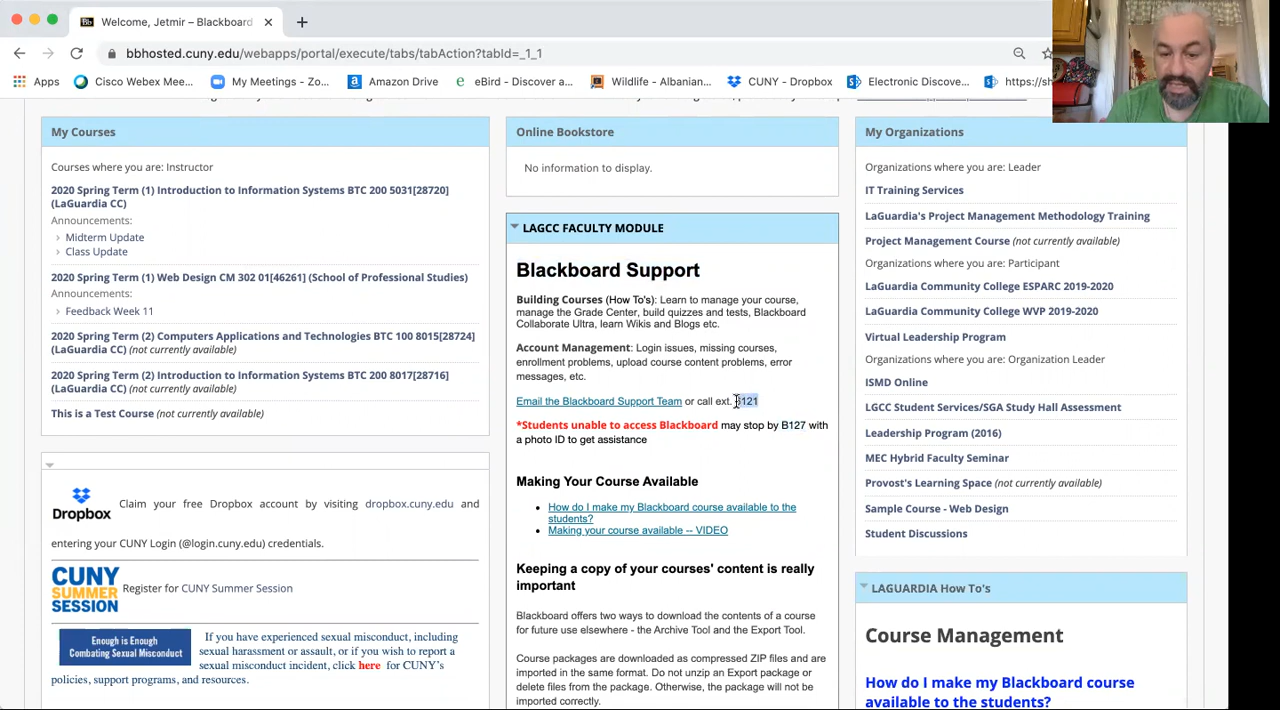 Welcome, Jetmir – Blackboard
bbhosted.cuny.edu/webapps/portal/execute/tabs/tabAction?tabId=_1_1
Apps
Cisco Webex Mee...
My Meetings - Zo...
Amazon Drive
eBird - Discover a...
Wildlife - Albanian...
CUNY - Dropbox
Electronic Discove...
My Courses
Courses where you are: Instructor
2020 Spring Term (1) Introduction to Information Systems BTC 200 5031[28720]
(LaGuardia CC)
Announcements:
Midterm Update
Class Update
2020 Spring Term (1) Web Design CM 302 01[46261] (School of Professional Studies)
Announcements:
Feedback Week 11
2020 Spring Term (2) Computers Applications and Technologies BTC 100 8015[28724]
(LaGuardia CC) (not currently available)
2020 Spring Term (2) Introduction to Information Systems BTC 200 8017[28716]
(LaGuardia CC) (not currently available)
This is a Test Course (not currently available)
Dropbox
Claim your free Dropbox account by visiting dropbox.cuny.edu and
entering your CUNY Login (@login.cuny.edu) credentials.
CUNY
SUMMER
SESSION
Register for CUNY Summer Session
Enough is Enough
Combating Sexual Misconduct
If you have experienced sexual misconduct, including
sexual harassment or assault, or if you wish to report a
sexual misconduct incident, click here for CUNY's
policies, support programs, and resources.
Online Bookstore
No information to display.
LAGCC FACULTY MODULE
Blackboard Support
Building Courses (How To's): Learn to manage your course,
manage the Grade Center, build quizzes and tests, Blackboard
Collaborate Ultra, learn Wikis and Blogs etc.
Account Management: Login issues, missing courses,
enrollment problems, upload course content problems, error
messages, etc.
Email the Blackboard Support Team or call ext.
*Students unable to access Blackboard may stop by B127 with
a photo ID to get assistance
Making Your Course Available
How do I make my Blackboard course available to the
students?
Making your course available -- VIDEO
Keeping a copy of your courses' content is really
important
Blackboard offers two ways to download the contents of a course
for future use elsewhere - the Archive Tool and the Export Tool.
Course packages are downloaded as compressed ZIP files and are
imported in the same format. Do not unzip an Export package or
delete files from the package. Otherwise, the package will not be
imported correctly.
My Organizations
Organizations where you are: Leader
IT Training Services
LaGuardia's Project Management Methodology Training
Project Management Course (not currently available)
Organizations where you are: Participant
LaGuardia Community College ESPARC 2019-2020
LaGuardia Community College WVP 2019-2020
Virtual Leadership Program
Organizations where you are: Organization Leader
ISMD Online
LGCC Student Services/SGA Study Hall Assessment
Leadership Program (2016)
MEC Hybrid Faculty Seminar
Provost's Learning Space (not currently available)
Sample Course - Web Design
Student Discussions
LAGUARDIA How To's
Course Management
How do I make my Blackboard course
available to the students?